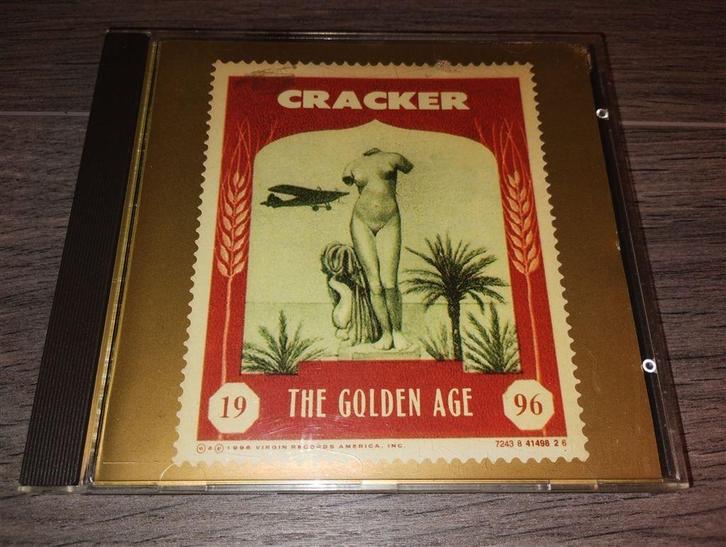 CRACKER
19 THE GOLDEN AGE 96
© & ℗ 1996 VIRGIN RECORDS AMERICA, INC. 7243 8 41498 2 6